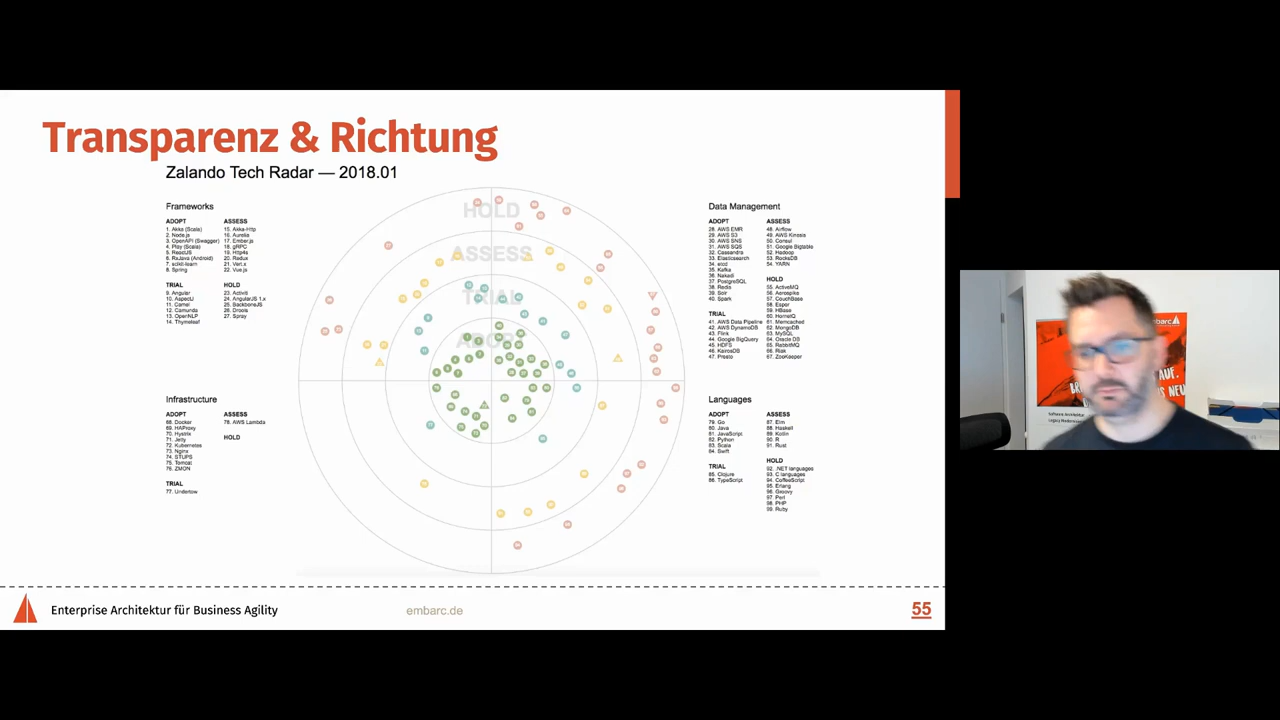 Transparenz & Richtung
Zalando Tech Radar — 2018.01
Frameworks
ADOPT
1. Akka (Scala)
2. Node.js
3. OpenAPI (Swagger)
4. Play (Scala)
5. ReactJS
6. RxJava (Android)
7. scikit-learn
8. Spring
TRIAL
9. Angular
10. AspectJ
11. Camel
12. Camunda
13. OpenNLP
14. Thymeleaf
ASSESS
15. Akka-Http
16. Aurelia
17. Ember.js
18. gRPC
19. Http4s
20. Redux
21. Vert.x
22. Vue.js
HOLD
23. Activiti
24. AngularJS 1.x
25. BackboneJS
26. Drools
27. Spray
HOLD
ASSESS
TRIAL
ADOPT
Data Management
ADOPT
28. AWS EMR
29. AWS S3
30. AWS SNS
31. AWS SQS
32. Cassandra
33. Elasticsearch
34. etcd
35. Kafka
36. Nakadi
37. PostgreSQL
38. Redis
39. Solr
40. Spark
TRIAL
41. AWS Data Pipeline
42. AWS DynamoDB
43. Flink
44. Google BigQuery
45. HDFS
46. KairosDB
47. Presto
ASSESS
48. Airflow
49. AWS Kinesis
50. Consul
51. Google Bigtable
52. Hadoop
53. RocksDB
54. YARN
HOLD
55. ActiveMQ
56. Aerospike
57. CouchBase
58. Esper
59. HBase
60. HornetQ
61. Memcached
62. MongoDB
63. MySQL
64. Oracle DB
65. RabbitMQ
66. Riak
67. ZooKeeper
Infrastructure
ADOPT
68. Docker
69. HAProxy
70. Hystrix
71. Jetty
72. Kubernetes
73. Nginx
74. STUPS
75. Tomcat
76. ZMON
TRIAL
77. Undertow
ASSESS
78. AWS Lambda
HOLD
Languages
ADOPT
79. Go
80. Java
81. JavaScript
82. Python
83. Scala
84. Swift
TRIAL
85. Clojure
86. TypeScript
ASSESS
87. Elm
88. Haskell
89. Kotlin
90. R
91. Rust
HOLD
92. .NET languages
93. C languages
94. CoffeeScript
95. Erlang
96. Groovy
97. Perl
98. PHP
99. Ruby
Enterprise Architektur für Business Agility
embarc.de
55
embarc
AUF.
Software Architektur